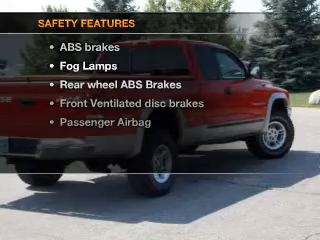 SAFETY FEATURES
• ABS brakes
• Fog Lamps
• Rear wheel ABS Brakes
• Front Ventilated disc brakes
• Passenger Airbag